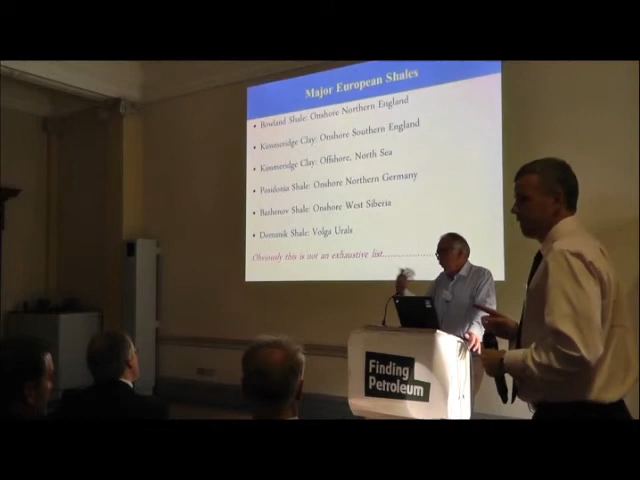 Major European Shales
• Bowland Shale: Onshore Northern England
• Kimmeridge Clay: Onshore Southern England
• Kimmeridge Clay: Offshore, North Sea
• Posidonia Shale: Onshore Northern Germany
• Bazhenov Shale: Onshore West Siberia
• Domanik Shale: Volga Urals
Obviously this is not an exhaustive list....................
Finding
Petroleum